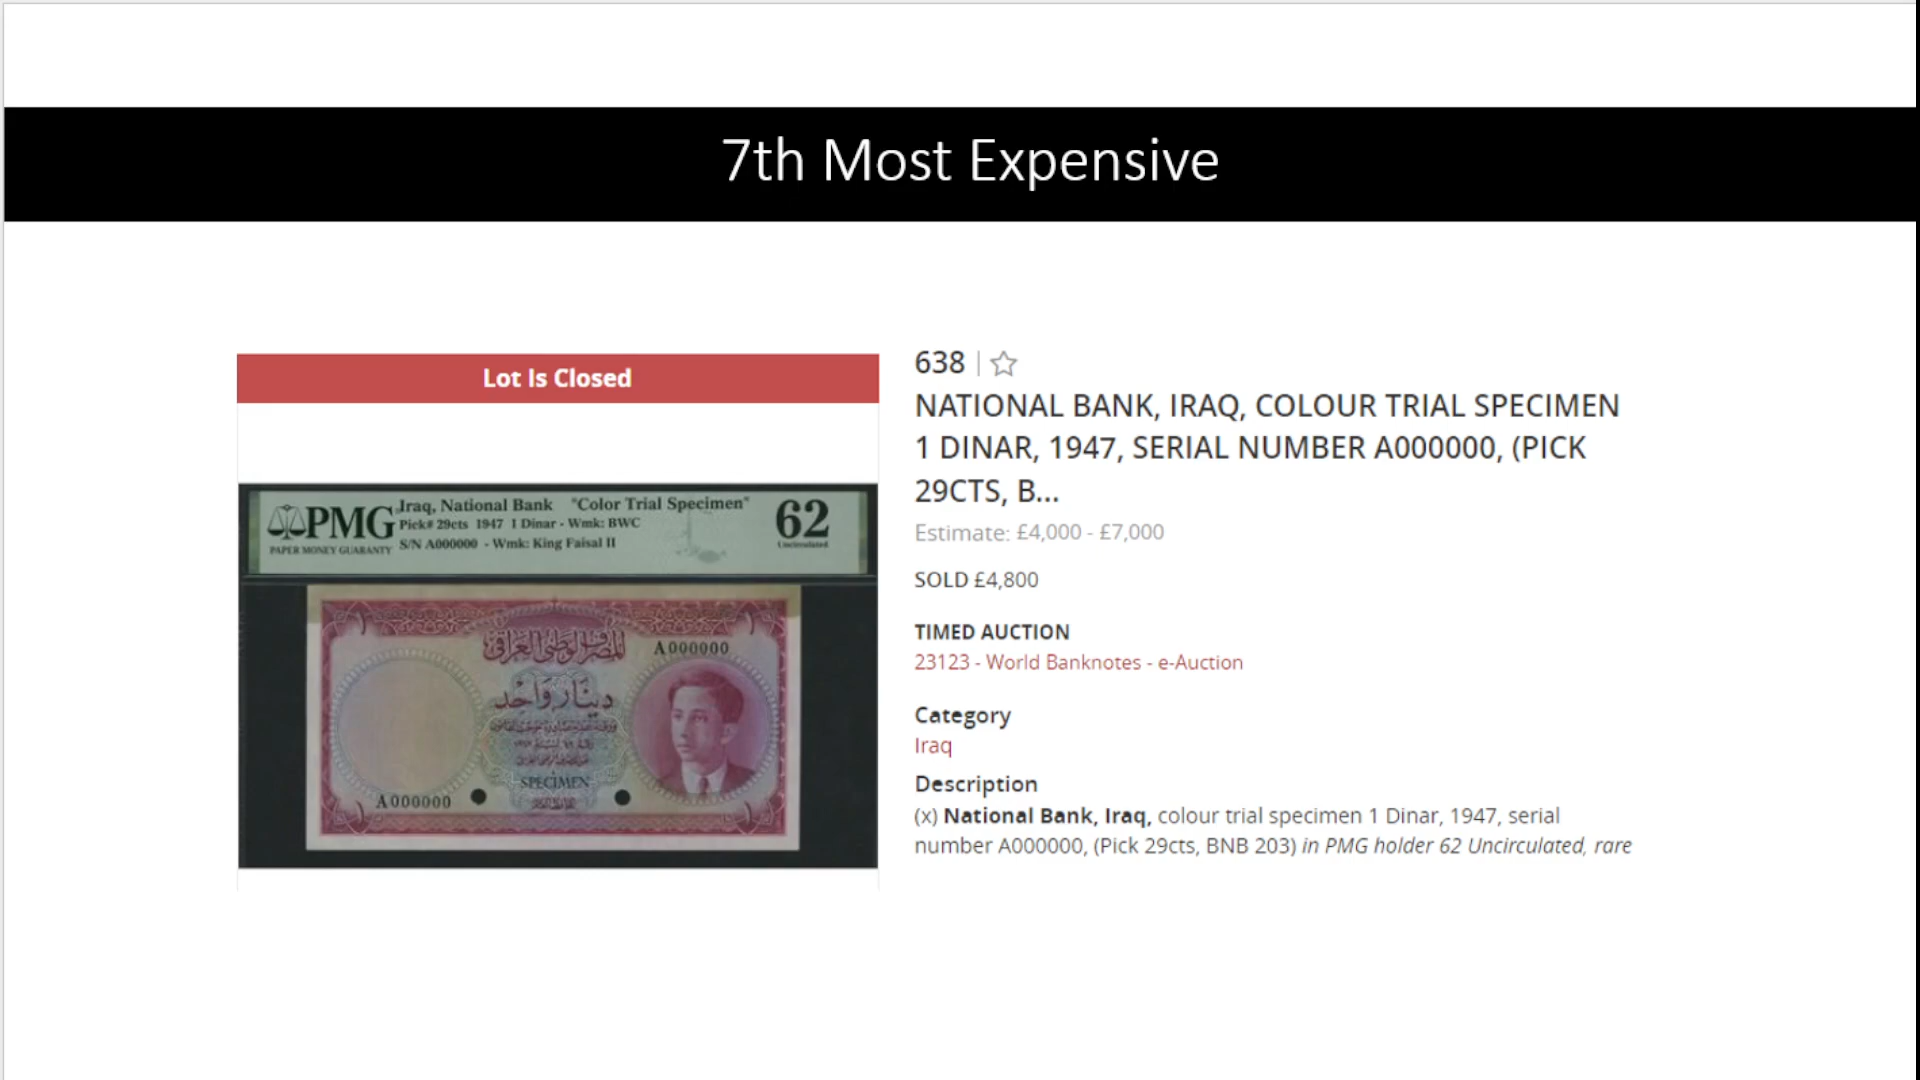 7th Most Expensive
Lot Is Closed
PMG
PAPER MONEY GUARANTY
Iraq, National Bank "Color Trial Specimen"
Pick# 29cts 1947 1 Dinar - Wmk: BWC
S/N A000000 - Wmk: King Faisal II
62
Uncirculated
المصرف الوطني العراقي
A000000
دينار واحد
SPECIMEN
A000000
638
NATIONAL BANK, IRAQ, COLOUR TRIAL SPECIMEN
1 DINAR, 1947, SERIAL NUMBER A000000, (PICK
29CTS, B...
Estimate: £4,000 - £7,000
SOLD £4,800
TIMED AUCTION
23123 - World Banknotes - e-Auction
Category
Iraq
Description
(x) National Bank, Iraq, colour trial specimen 1 Dinar, 1947, serial
number A000000, (Pick 29cts, BNB 203) in PMG holder 62 Uncirculated, rare